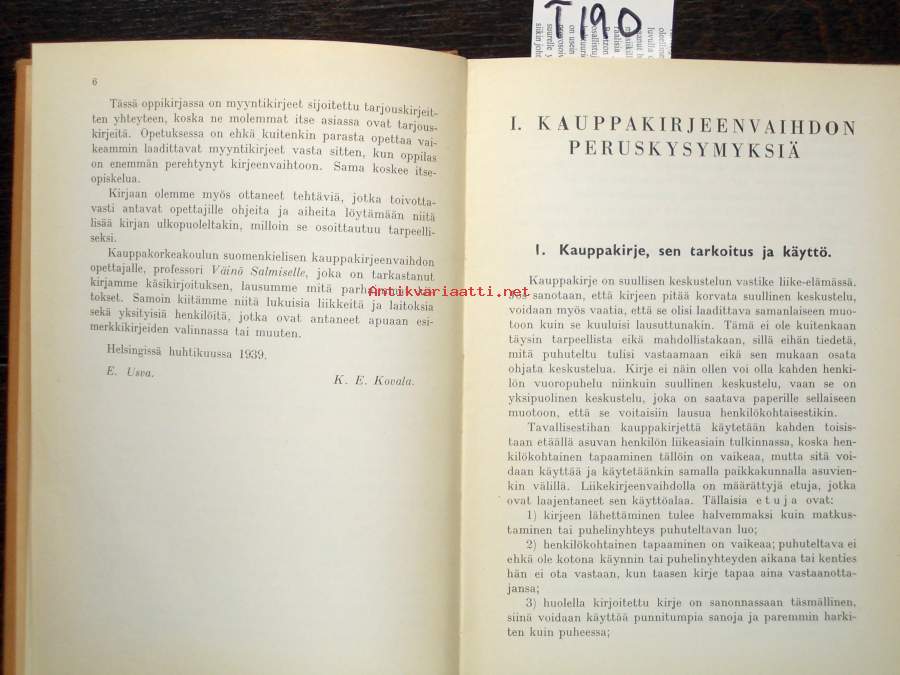 T190
6
Tässä oppikirjassa on myyntikirjeet sijoitettu tarjouskirjeit-
ten yhteyteen, koska ne molemmat itse asiassa ovat tarjous-
kirjeitä. Opetuksessa on ehkä kuitenkin parasta opettaa vai-
keammin laadittavat myyntikirjeet vasta sitten, kun oppilas
on enemmän perehtynyt kirjeenvaihtoon. Sama koskee itse-
opiskelua.
Kirjaan olemme myös ottaneet tehtäviä, jotka toivotta-
vasti antavat opettajille ohjeita ja aiheita löytämään niitä
lisää kirjan ulkopuoleltakin, milloin se osoittautuu tarpeelli-
seksi.
Kauppakorkeakoulun suomenkielisen kauppakirjeenvaihdon
opettajalle, professori Väinö Salmiselle, joka on tarkastanut
kirjamme käsikirjoituksen, lausumme mitä
tokset. Samoin kiitämme niitä lukuisia liikkeitä ja laitoksia
sekä yksityisiä henkilöitä, jotka ovat antaneet apuaan esi-
merkkikirjeiden valinnassa tai muuten.
Helsingissä huhtikuussa 1939.
E. Usva.
K. E. Kovala.
Antikvariaatti.net
I. KAUPPAKIRJEENVAIHDON
PERUSKYSYMYKSIÄ
1. Kauppakirje, sen tarkoitus ja käyttö.
Kauppakirje on suullisen keskustelun vastike liike-elämässä.
Jos sanotaan, että kirjeen pitää korvata suullinen keskustelu,
voidaan myös vaatia, että se olisi laadittava samanlaiseen muo-
toon kuin se kuuluisi lausuttunakin. Tämä ei ole kuitenkaan
täysin tarpeellista eikä mahdollistakaan, sillä eihän tiedetä,
mitä puhuteltu tulisi vastaamaan eikä sen mukaan osata
ohjata keskustelua. Kirje ei näin ollen voi olla kahden henki-
lön vuoropuhelu niinkuin suullinen keskustelu, vaan se on
yksipuolinen keskustelu, joka on saatava paperille sellaiseen
muotoon, että se voitaisiin lausua henkilökohtaisestikin.
Tavallisestihan kauppakirjettä käytetään kahden toisis-
taan etäällä asuvan henkilön liikeasiain tulkinnassa, koska hen-
kilökohtainen tapaaminen tällöin on vaikeaa, mutta sitä voi-
daan käyttää ja käytetäänkin samalla paikkakunnalla asuvien-
kin välillä. Liikekirjeenvaihdolla on määrättyjä etuja, jotka
ovat laajentaneet sen käyttöalaa. Tällaisia etuja ovat:
1) kirjeen lähettäminen tulee halvemmaksi kuin matkus-
taminen tai puhelinyhteys puhuteltavan luo;
2) henkilökohtainen tapaaminen on vaikeaa; puhuteltava ei
ehkä ole kotona käynnin tai puhelinyhteyden aikana tai kenties
hän ei ota vastaan, kun taasen kirje tapaa aina vastaanotta-
jansa;
3) huolella kirjoitettu kirje on sanonnassaan täsmällinen,
siinä voidaan käyttää punnitumpia sanoja ja paremmin harki-
ten kuin puheessa;